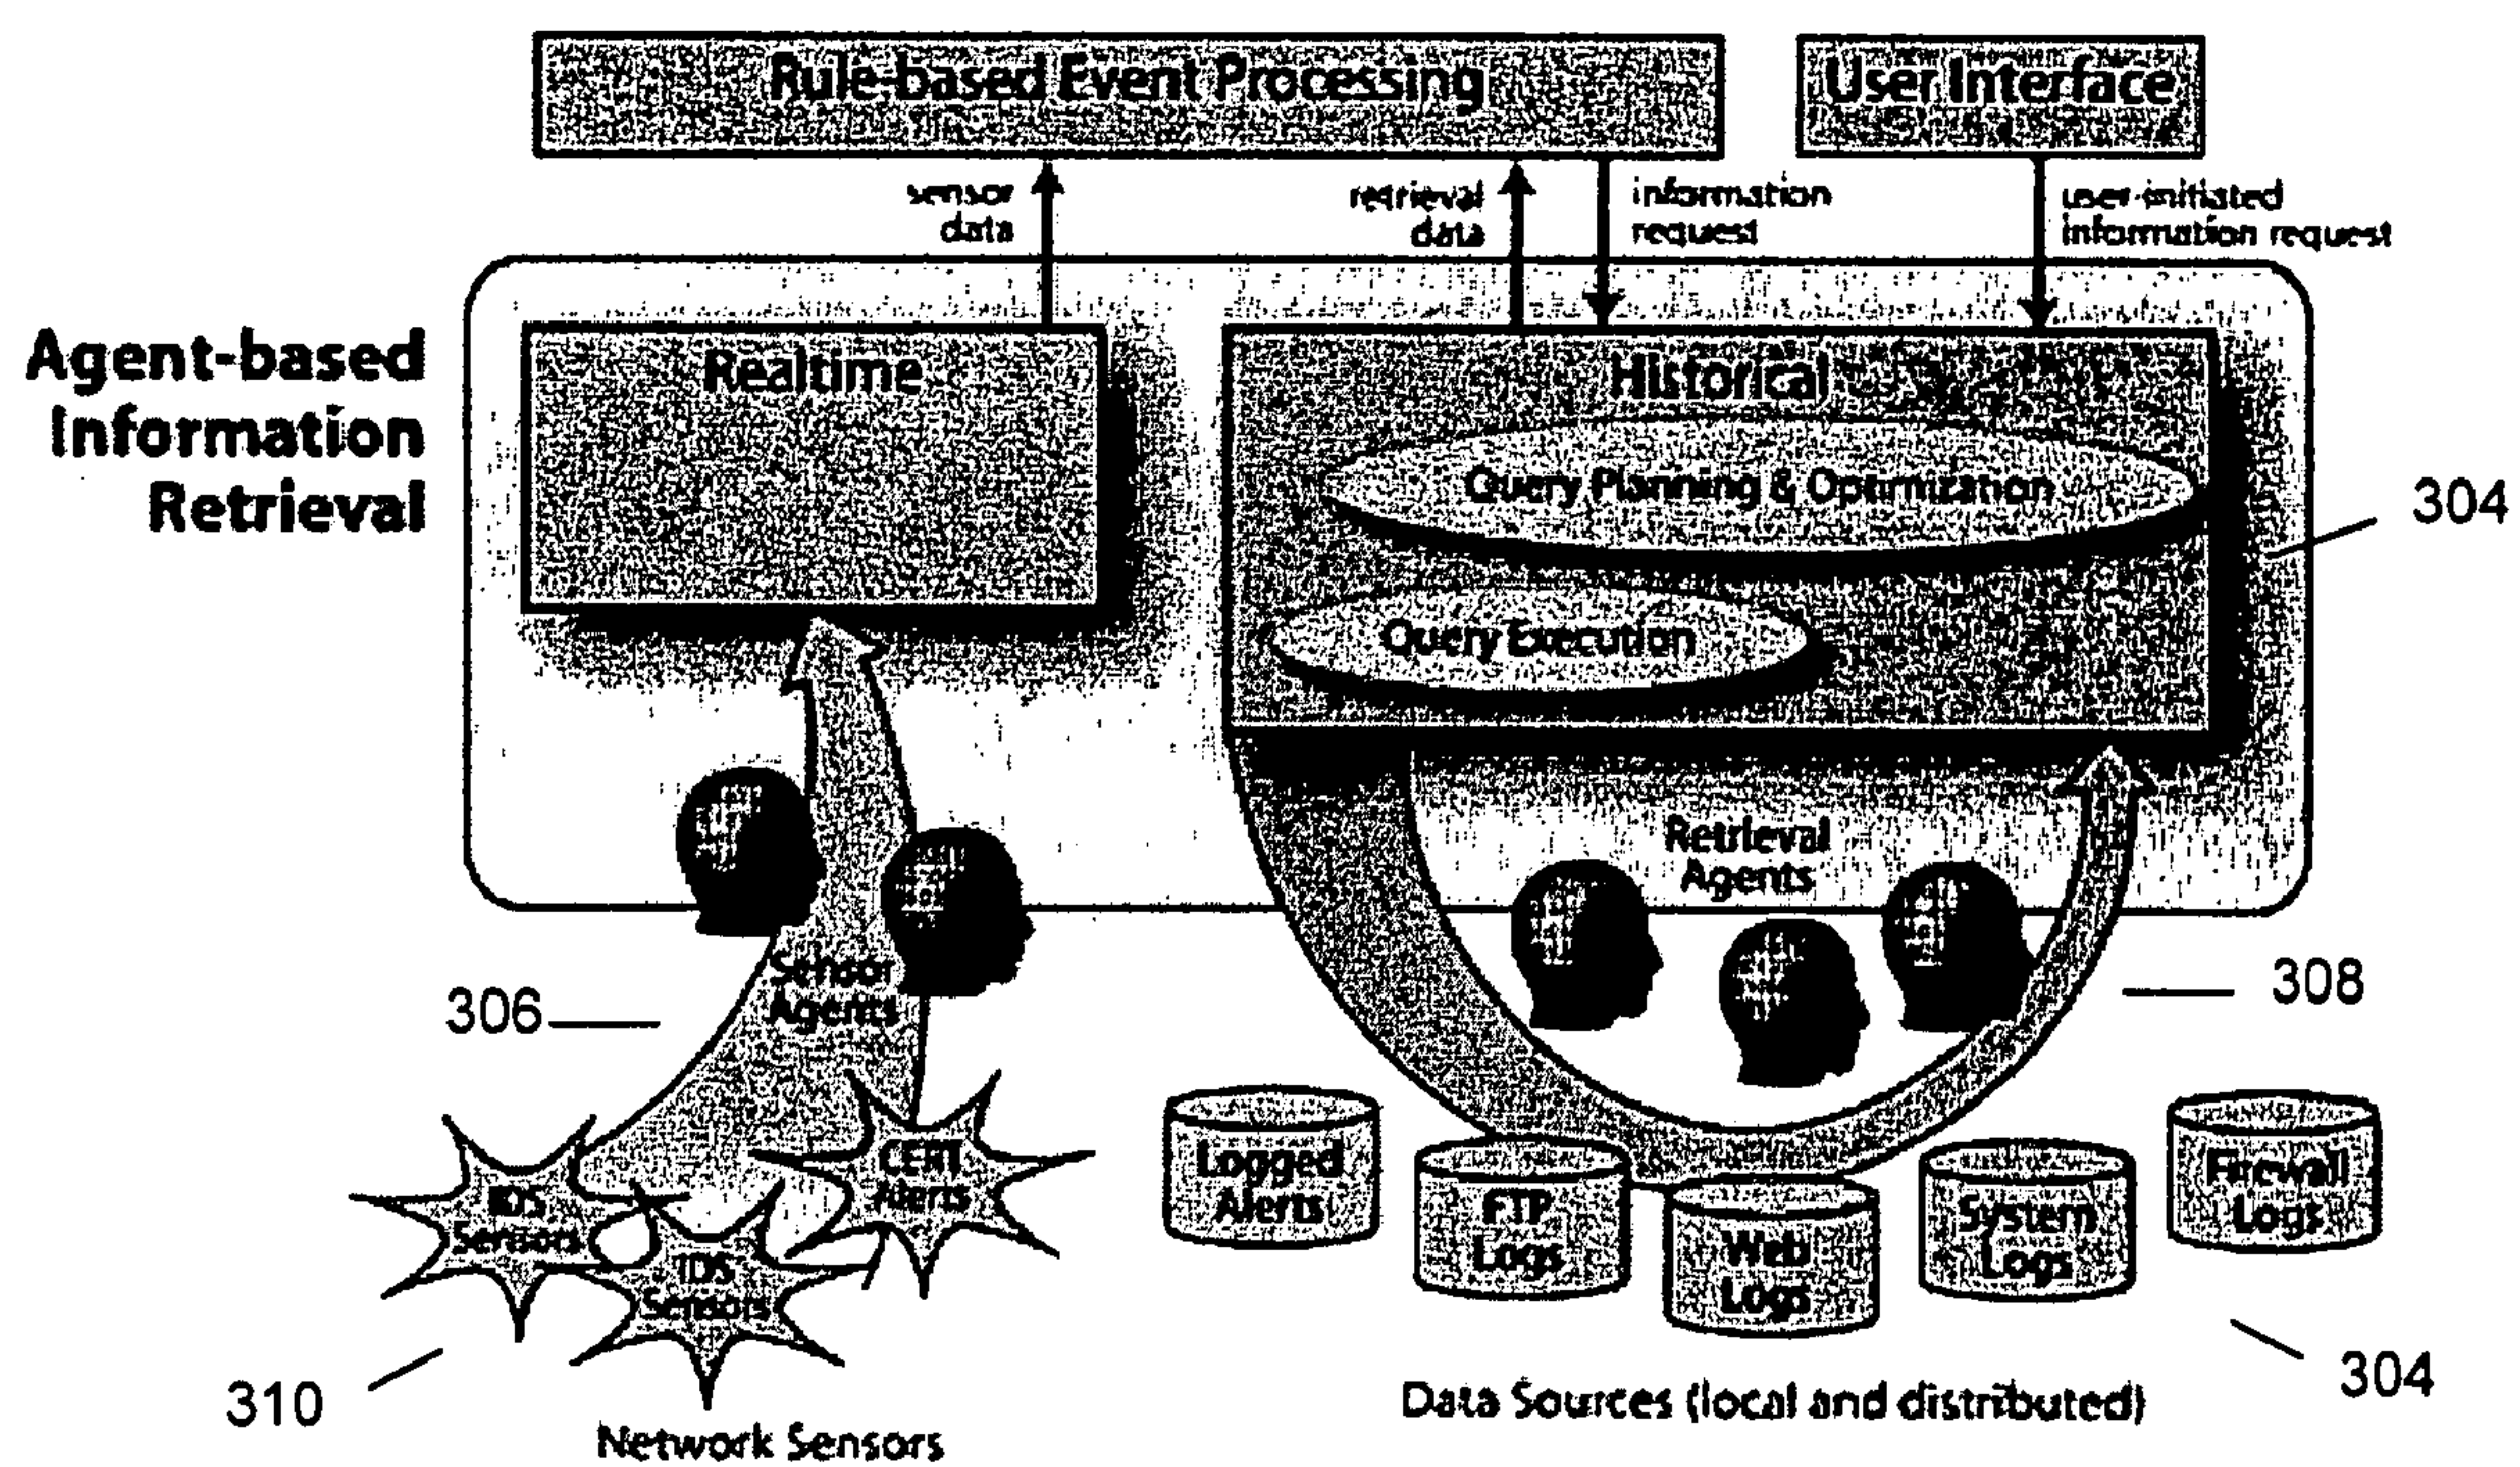 Rule-based Event Processing
User Interface
sensor
data
retrieval
data
information
request
user-initiated
information request
Agent-based
Information
Retrieval
Realtime
Historical
Query Planning & Optimization
Query Execution
304
Retrieval
Agents
Sensor
Agents
306
308
CERT
Alerts
IDS
Sensors
IDS
Sensors
Logged
Alerts
FTP
Logs
Web
Logs
System
Logs
Firewall
Logs
310
304
Network Sensors
Data Sources (local and distributed)